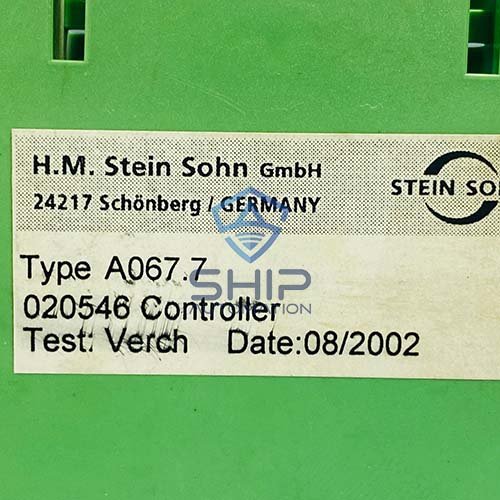 H.M. Stein Sohn GmbH
24217 Schönberg / GERMANY
STEIN SO
SHIP
AUTOMATION
Type A067.7
020546 Controller
Test: Verch Date:08/2002